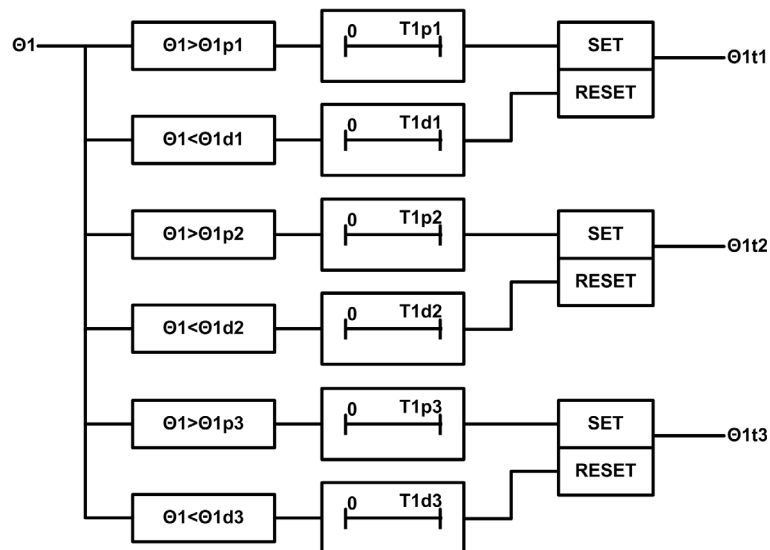 Θ1
Θ1>Θ1p1
0 T1p1
SET
Θ1t1
RESET
Θ1<Θ1d1
0 T1d1
Θ1>Θ1p2
0 T1p2
SET
Θ1t2
RESET
Θ1<Θ1d2
0 T1d2
Θ1>Θ1p3
0 T1p3
SET
Θ1t3
RESET
Θ1<Θ1d3
0 T1d3